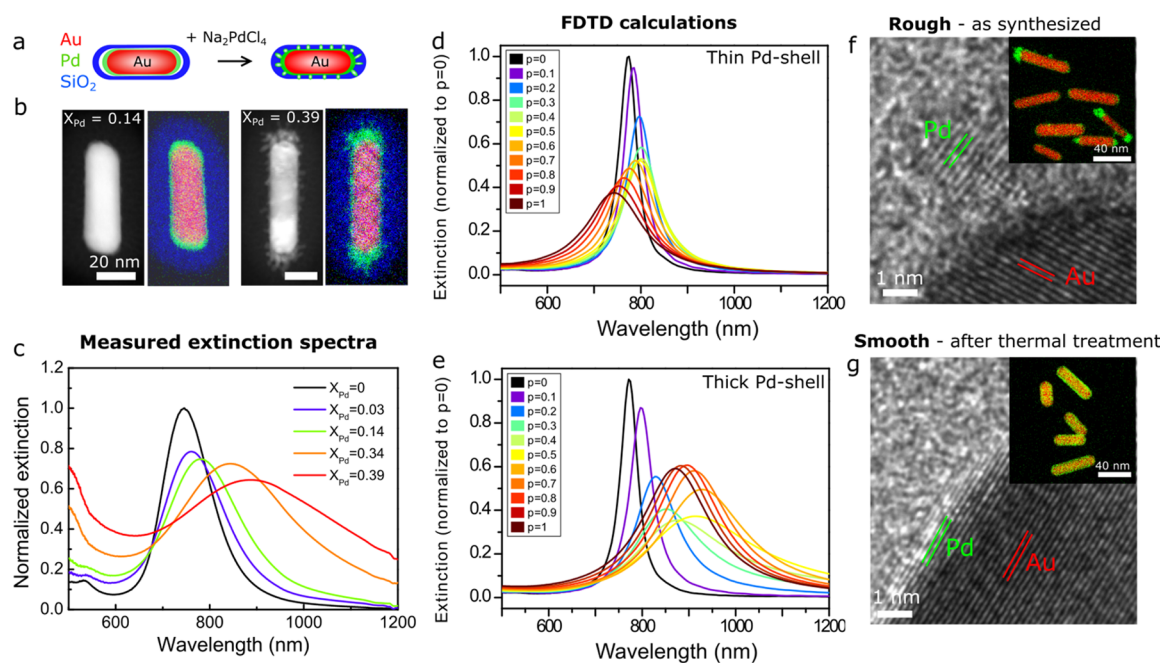 a
Au
Pd
SiO₂
+ Na₂PdCl₄
Au
Au
b
X_Pd = 0.14
X_Pd = 0.39
20 nm
c
Measured extinction spectra
1.2
1.0
0.8
0.6
0.4
0.2
0.0
Normalized extinction
X_Pd=0
X_Pd=0.03
X_Pd=0.14
X_Pd=0.34
X_Pd=0.39
600 800 1000 1200
Wavelength (nm)
FDTD calculations
d
Thin Pd-shell
p=0
p=0.1
p=0.2
p=0.3
p=0.4
p=0.5
p=0.6
p=0.7
p=0.8
p=0.9
p=1
1.0
0.8
0.6
0.4
0.2
0.0
Extinction (normalized to p=0)
600 800 1000 1200
Wavelength (nm)
e
Thick Pd-shell
p=0
p=0.1
p=0.2
p=0.3
p=0.4
p=0.5
p=0.6
p=0.7
p=0.8
p=0.9
p=1
1.0
0.8
0.6
0.4
0.2
0.0
Extinction (normalized to p=0)
600 800 1000 1200
Wavelength (nm)
Rough - as synthesized
f
Pd
40 nm
Au
1 nm
Smooth - after thermal treatment
g
40 nm
Pd
Au
1 nm